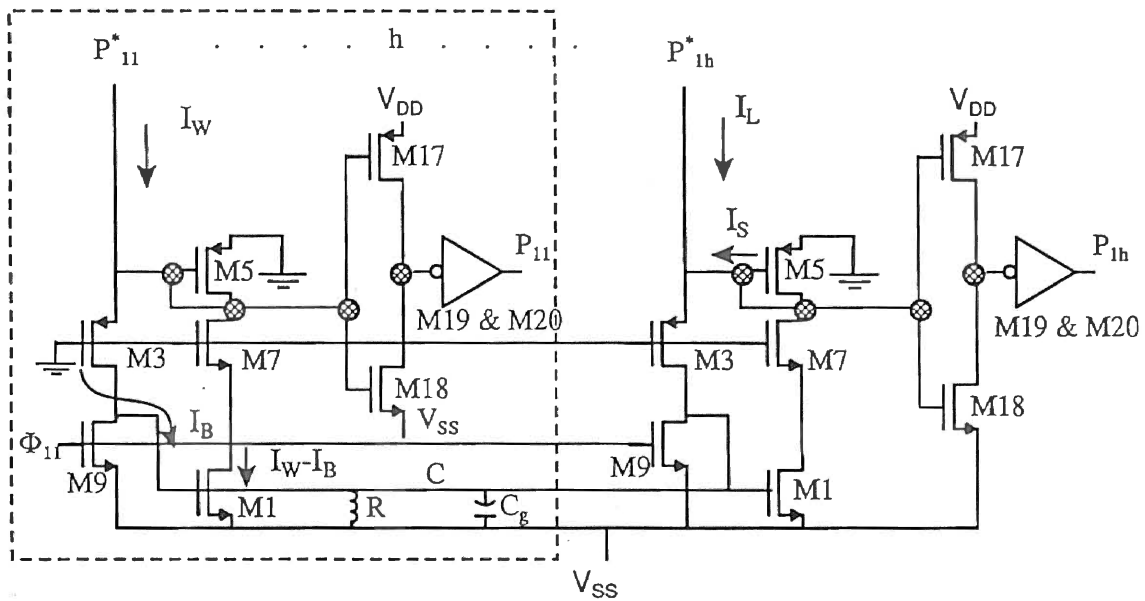 P*11 . . . . h . . . . . P*1h
VDD VDD
IW IL
M17 M17
IS
P11 P1h
M5 M5
M19 & M20 M19 & M20
M3 M7 M3 M7
M18 M18
IB VSS
Φ11
M9 IW-IB C M9
M1 R Cg M1
VSS